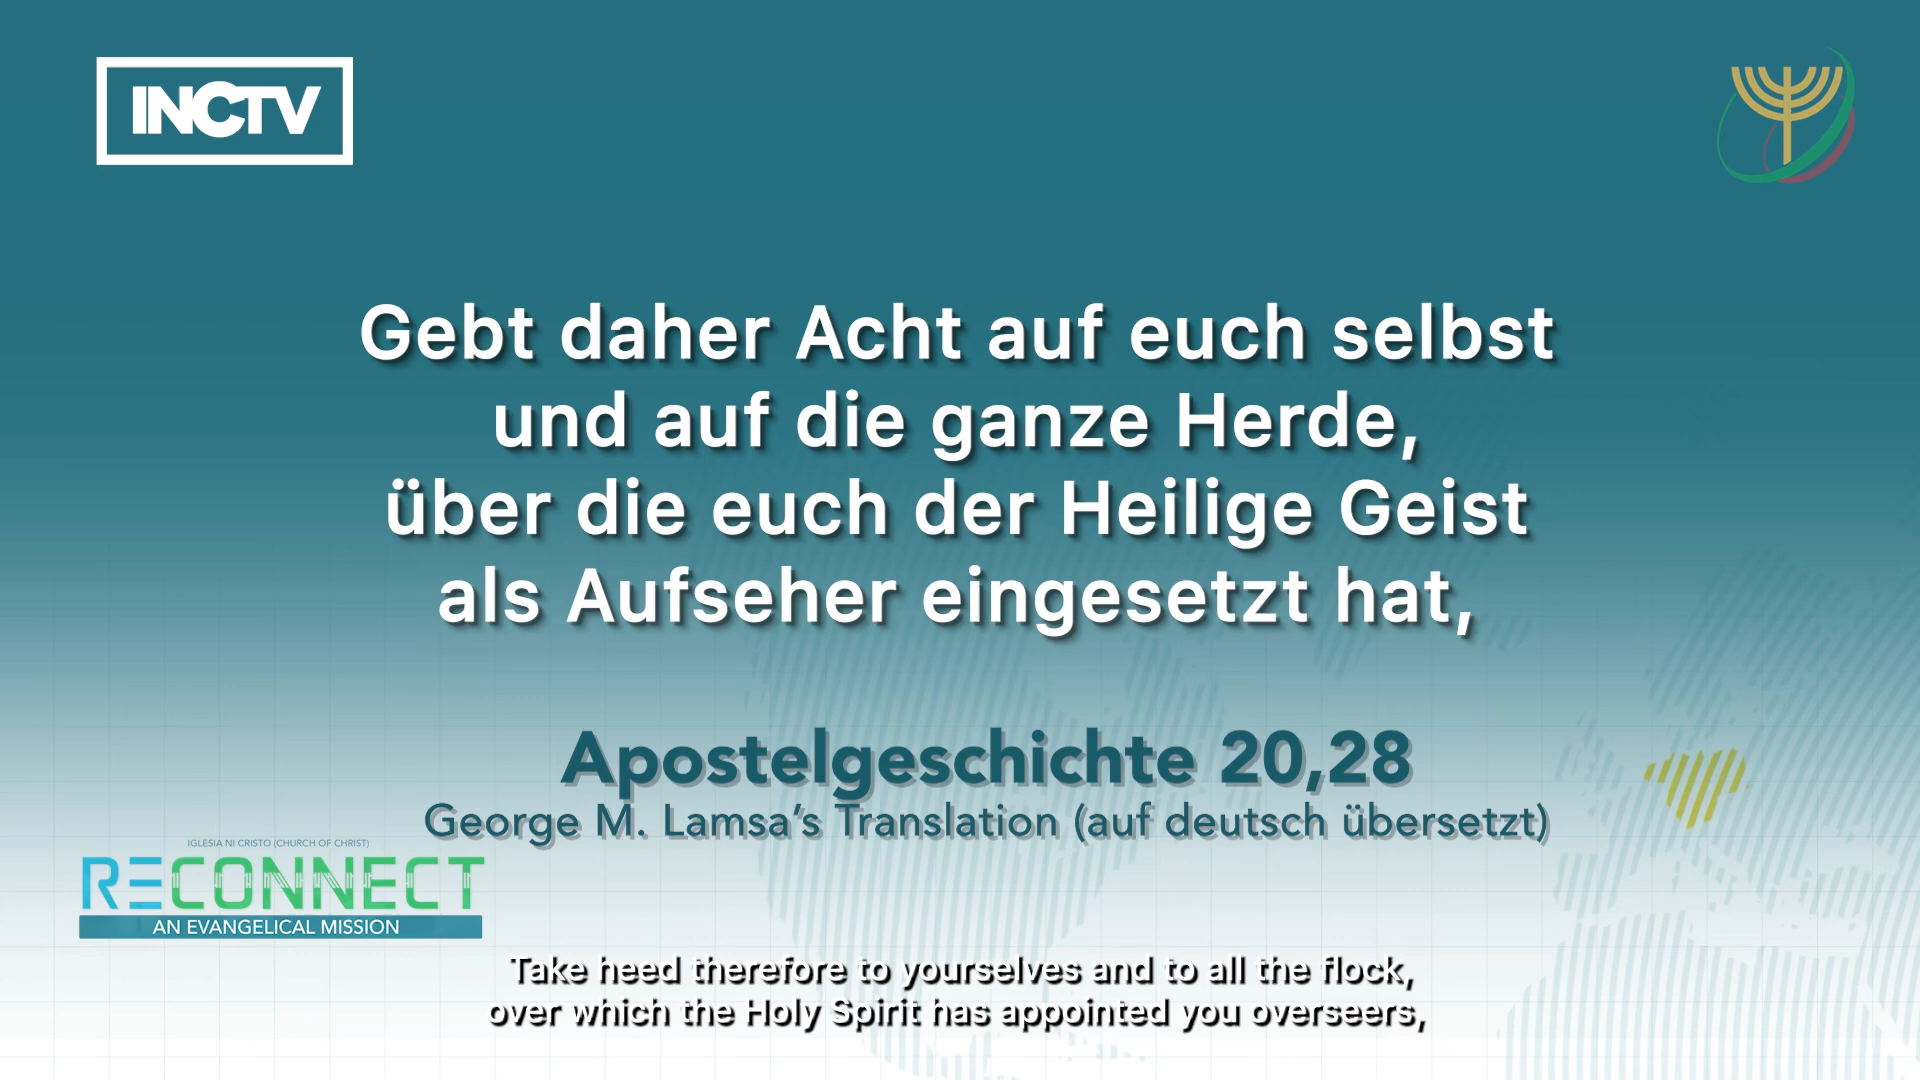 INCTV
Gebt daher Acht auf euch selbst
und auf die ganze Herde,
über die euch der Heilige Geist
als Aufseher eingesetzt hat,
Apostelgeschichte 20,28
George M. Lamsa’s Translation (auf deutsch übersetzt)
IGLESIA NI CRISTO (CHURCH OF CHRIST)
RECONNECT
AN EVANGELICAL MISSION
Take heed therefore to yourselves and to all the flock,
over which the Holy Spirit has appointed you overseers,